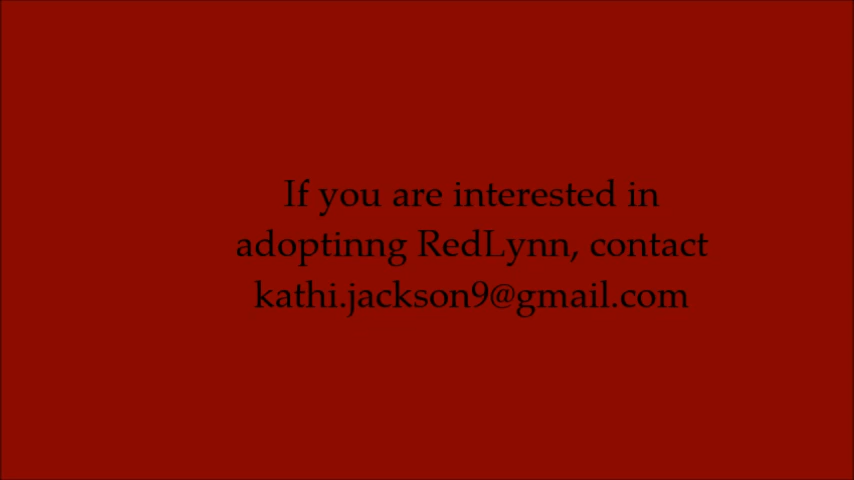 If you are interested in
adoptinng RedLynn, contact
kathi.jackson9@gmail.com